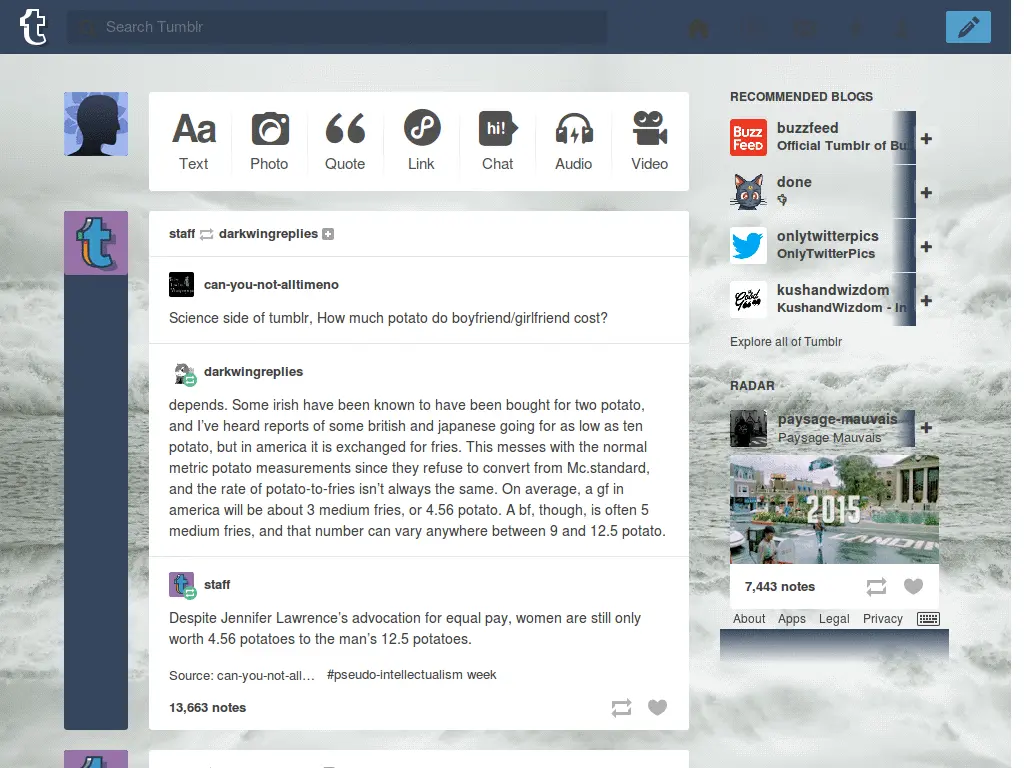 t
Search Tumblr
Aa
Text
Photo
Quote
Link
hi!
Chat
Audio
Video
staff darkwingreplies
can-you-not-alltimeno
Science side of tumblr, How much potato do boyfriend/girlfriend cost?
darkwingreplies
depends. Some irish have been known to have been bought for two potato,
and I’ve heard reports of some british and japanese going for as low as ten
potato, but in america it is exchanged for fries. This messes with the normal
metric potato measurements since they refuse to convert from Mc.standard,
and the rate of potato-to-fries isn’t always the same. On average, a gf in
america will be about 3 medium fries, or 4.56 potato. A bf, though, is often 5
medium fries, and that number can vary anywhere between 9 and 12.5 potato.
staff
Despite Jennifer Lawrence’s advocation for equal pay, women are still only
worth 4.56 potatoes to the man’s 12.5 potatoes.
Source: can-you-not-all… #pseudo-intellectualism week
13,663 notes
RECOMMENDED BLOGS
Buzz
Feed
buzzfeed
Official Tumblr of Bu
done
onlytwitterpics
OnlyTwitterPics
kushandwizdom
KushandWizdom - In
Explore all of Tumblr
RADAR
paysage-mauvais
Paysage Mauvais
2015
7,443 notes
About Apps Legal Privacy